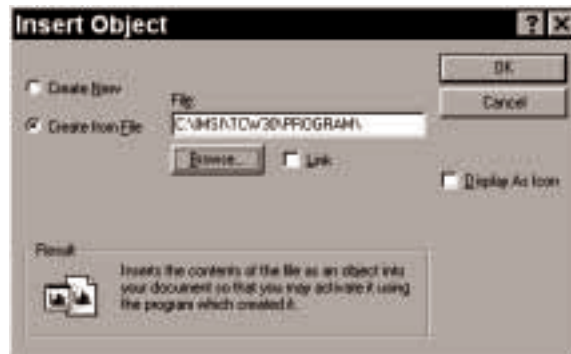 Insert Object
OK
Cancel
Create New
Create from File
File:
C:\IMSI\TCW30\PROGRAM\
Browse...
Link
Display As Icon
Result
Inserts the contents of the file as an object into
your document so that you may activate it using
the program which created it.